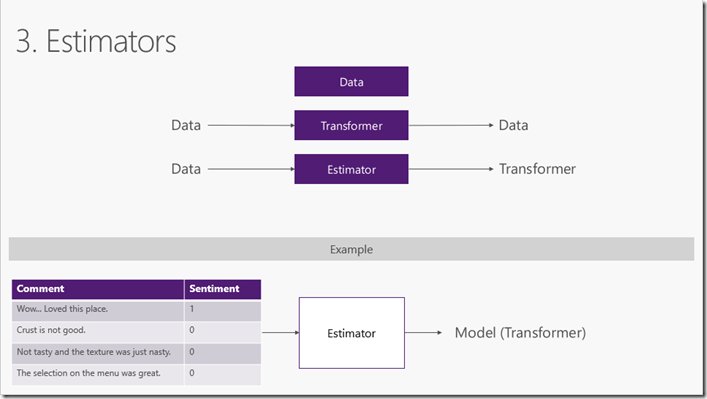 3. Estimators
Data
Data Transformer Data
Data Estimator Transformer
Example
Comment Sentiment
Wow... Loved this place. 1
Crust is not good. 0
Not tasty and the texture was just nasty. 0
The selection on the menu was great. 0
Estimator
Model (Transformer)